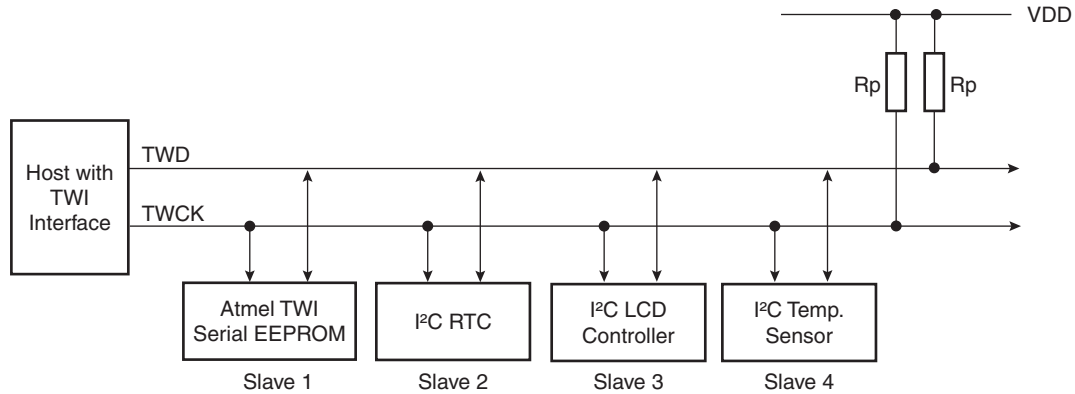 VDD
Rp Rp
Host with
TWI
Interface
TWD
TWCK
Atmel TWI
Serial EEPROM
I²C RTC
I²C LCD
Controller
I²C Temp.
Sensor
Slave 1
Slave 2
Slave 3
Slave 4